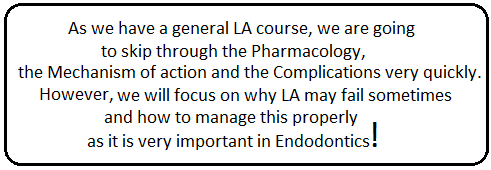 As we have a general LA course, we are going
to skip through the Pharmacology,
the Mechanism of action and the Complications very quickly.
However, we will focus on why LA may fail sometimes
and how to manage this properly
as it is very important in Endodontics!